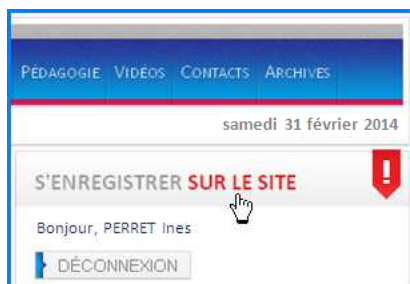 PÉDAGOGIE VIDÉOS CONTACTS ARCHIVES
samedi 31 février 2014
S'ENREGISTRER SUR LE SITE
!
Bonjour, PERRET Ines
DÉCONNEXION